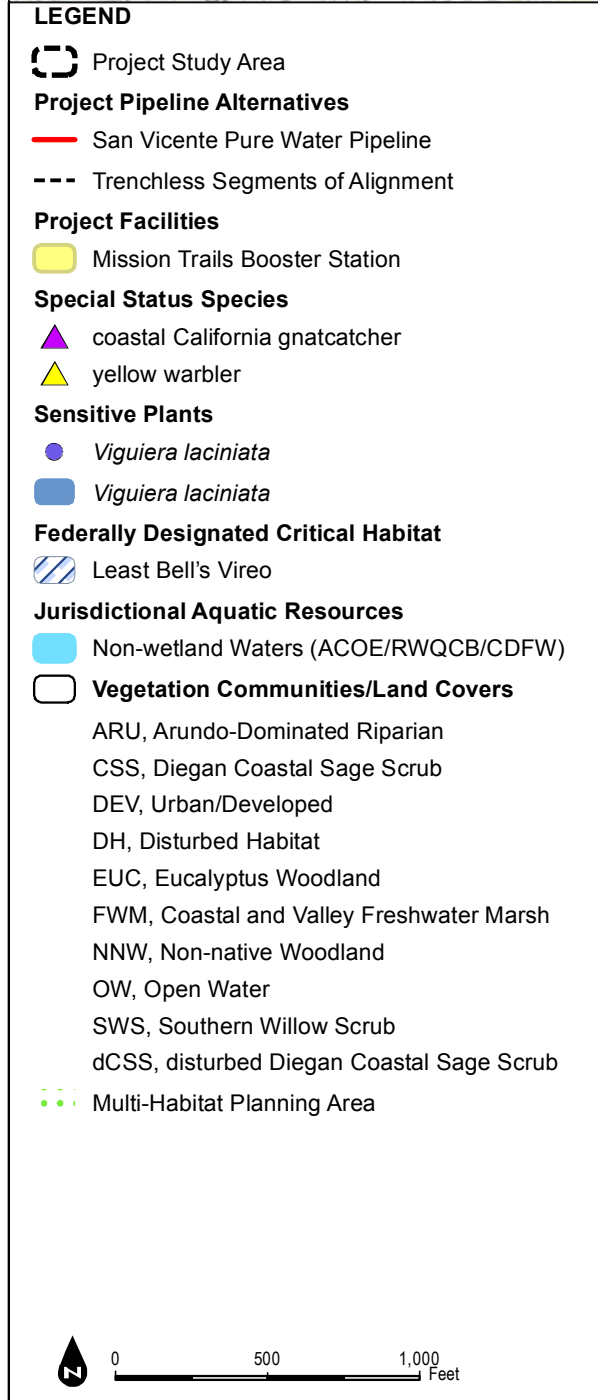 LEGEND
Project Study Area
Project Pipeline Alternatives
San Vicente Pure Water Pipeline
Trenchless Segments of Alignment
Project Facilities
Mission Trails Booster Station
Special Status Species
coastal California gnatcatcher
yellow warbler
Sensitive Plants
Viguiera laciniata
Viguiera laciniata
Federally Designated Critical Habitat
Least Bell's Vireo
Jurisdictional Aquatic Resources
Non-wetland Waters (ACOE/RWQCB/CDFW)
Vegetation Communities/Land Covers
ARU, Arundo-Dominated Riparian
CSS, Diegan Coastal Sage Scrub
DEV, Urban/Developed
DH, Disturbed Habitat
EUC, Eucalyptus Woodland
FWM, Coastal and Valley Freshwater Marsh
NNW, Non-native Woodland
OW, Open Water
SWS, Southern Willow Scrub
dCSS, disturbed Diegan Coastal Sage Scrub
Multi-Habitat Planning Area
N 0 500 1,000
Feet